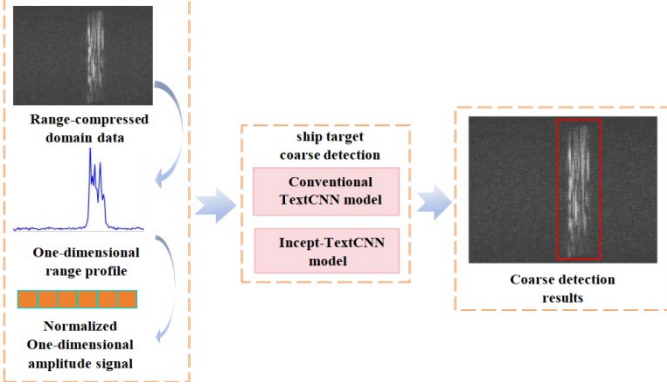 Range-compressed
domain data
One-dimensional
range profile
Normalized
One-dimensional
amplitude signal
ship target
coarse detection
Conventional
TextCNN model
Incept-TextCNN
model
Coarse detection
results